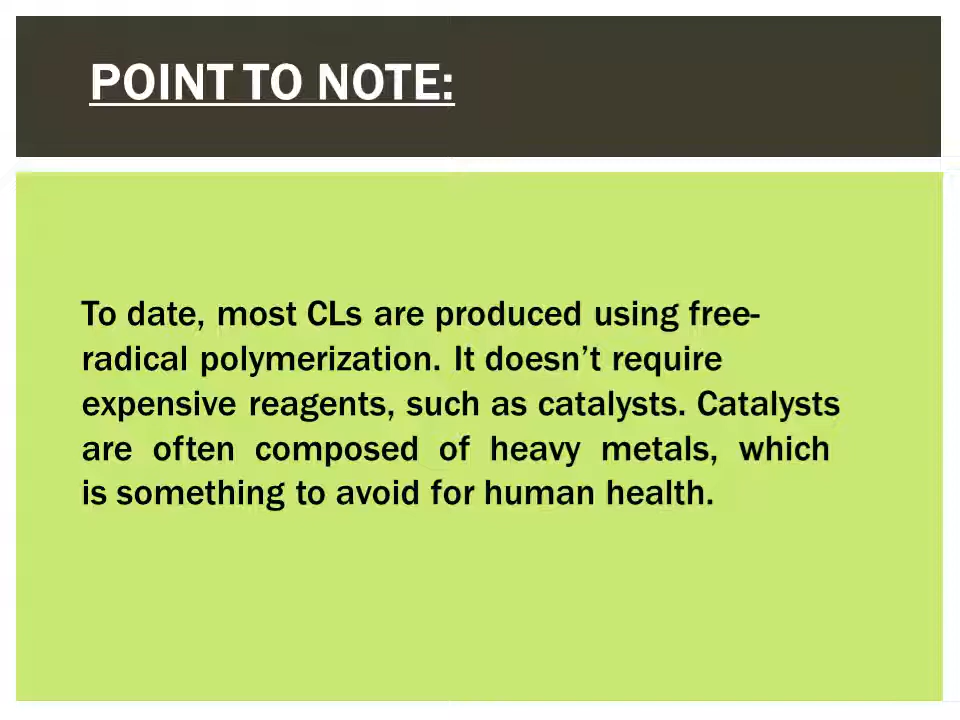 POINT TO NOTE:
To date, most CLs are produced using free-
radical polymerization. It doesn’t require
expensive reagents, such as catalysts. Catalysts
are often composed of heavy metals, which
is something to avoid for human health.